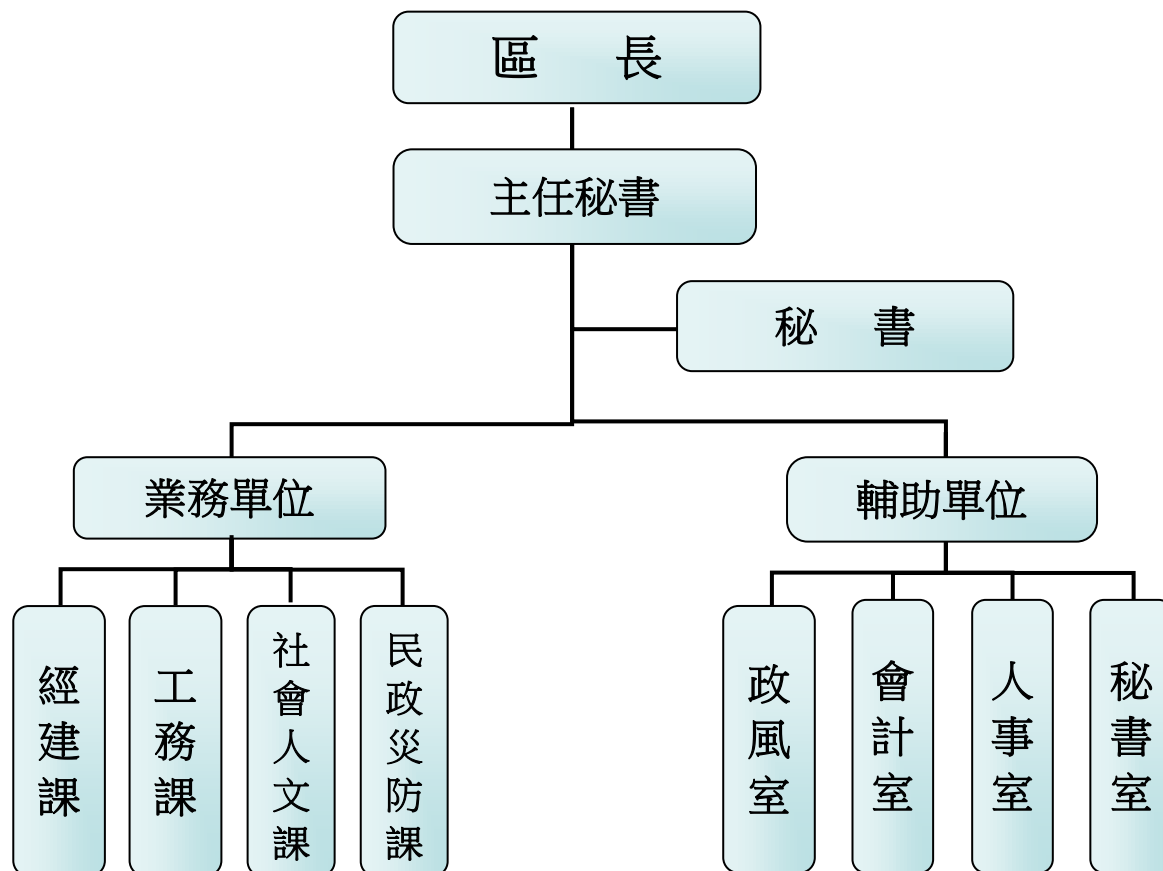 區 長
主任秘書
秘 書
業務單位
輔助單位
經建課
工務課
社會人文課
民政災防課
政風室
會計室
人事室
秘書室